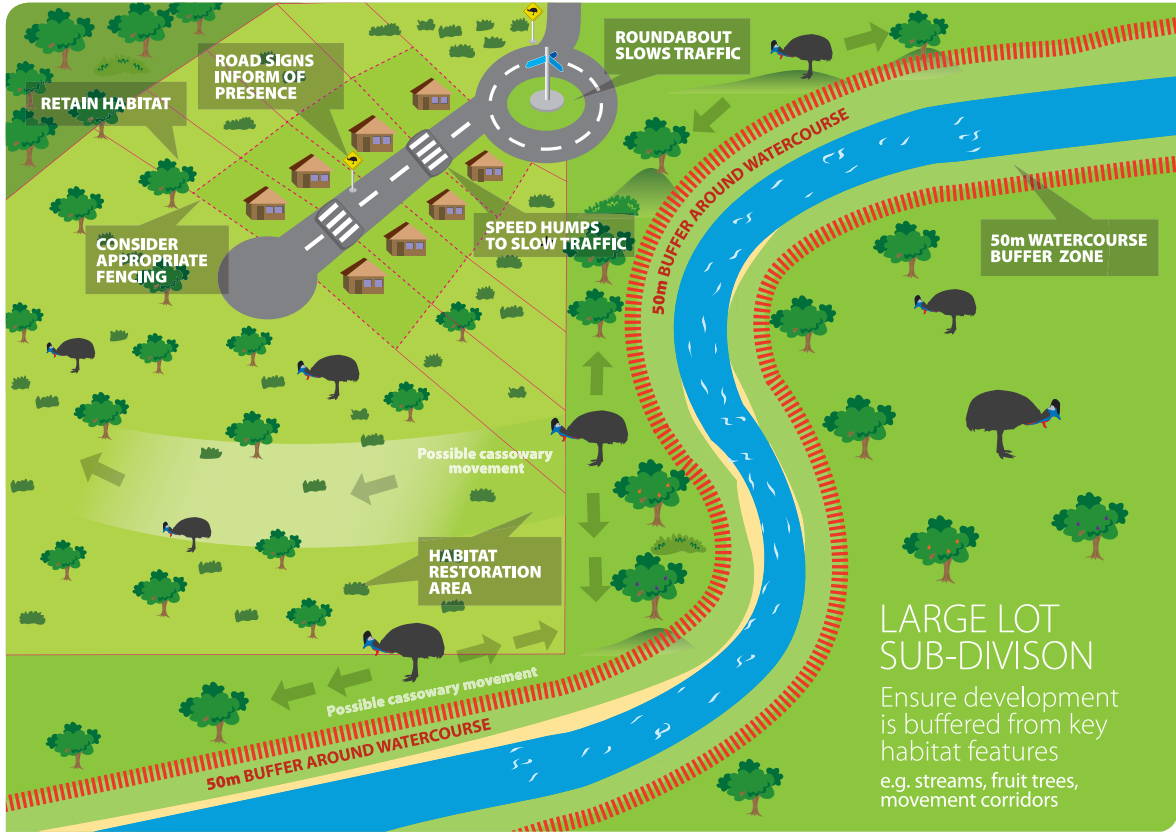 ROAD SIGNS
INFORM OF
PRESENCE
ROUNDABOUT
SLOWS TRAFFIC
RETAIN HABITAT
50m BUFFER AROUND WATERCOURSE
CONSIDER
APPROPRIATE
FENCING
SPEED HUMPS
TO SLOW TRAFFIC
50m WATERCOURSE
BUFFER ZONE
Possible cassowary
movement
HABITAT
RESTORATION
AREA
Possible cassowary movement
50m BUFFER AROUND WATERCOURSE
LARGE LOT
SUB-DIVISON
Ensure development
is buffered from key
habitat features
e.g. streams, fruit trees,
movement corridors